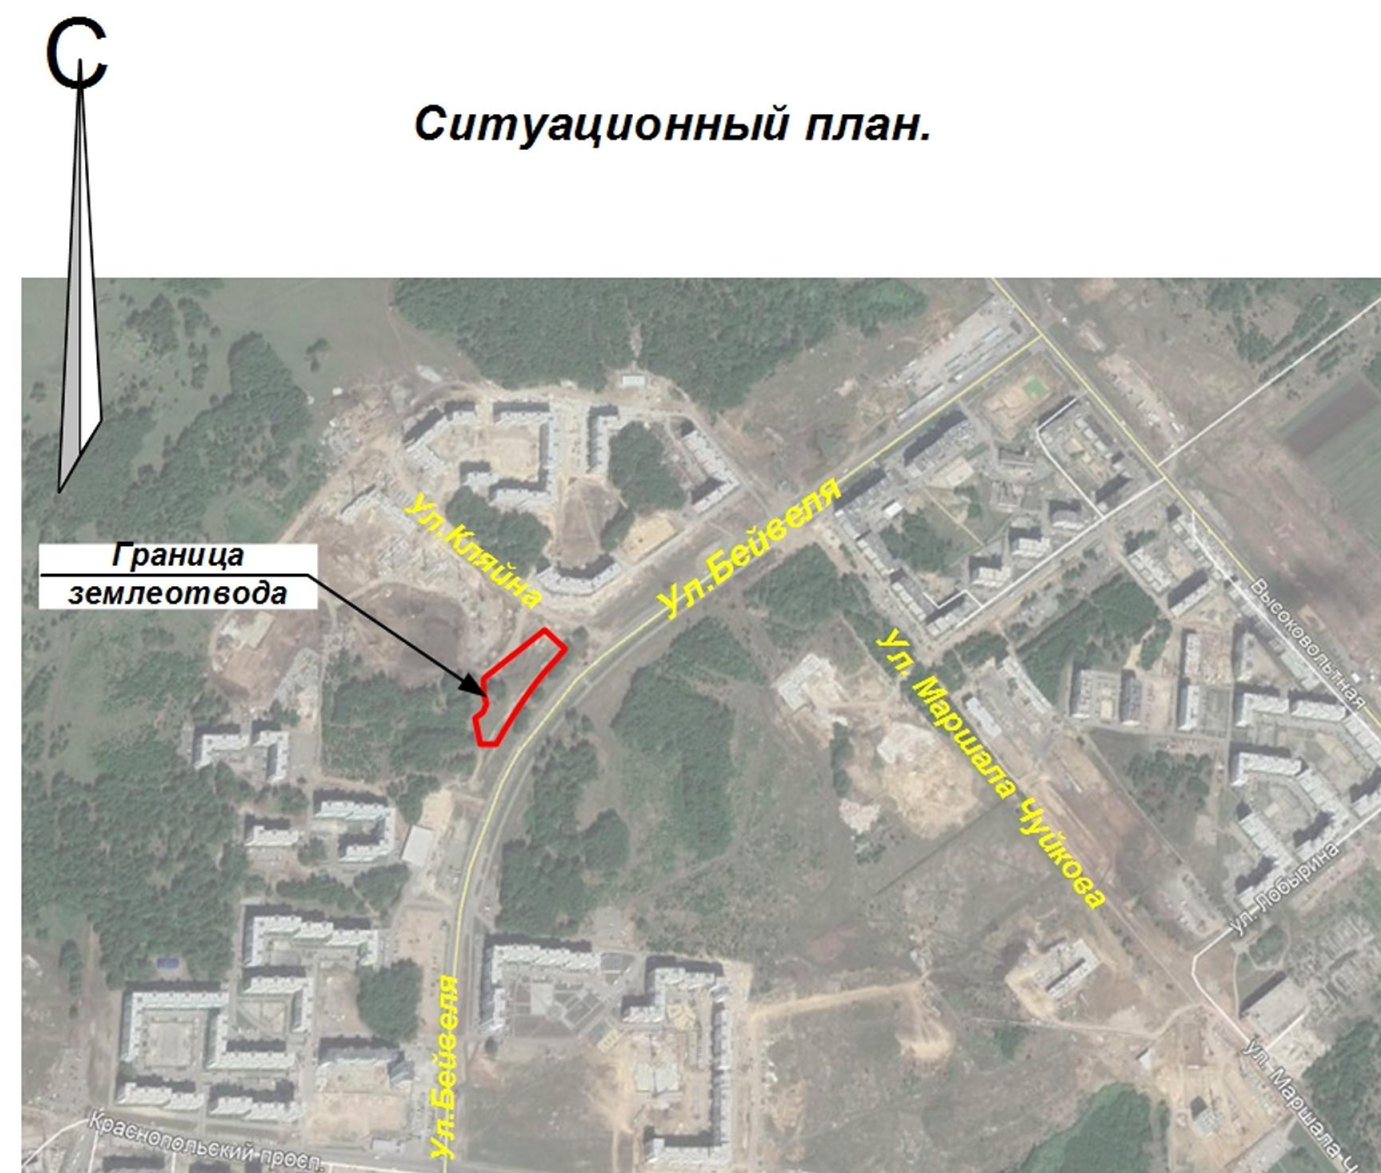 С
Ситуационный план.
Ул.Кляйна
Ул.Бейвеля
Граница
землеотвода
Высоковольтная
Ул. Маршала Чуйкова
ул. Лобырина
Ул.Бейвеля
ул. Маршала Ч
Краснопольский просп.